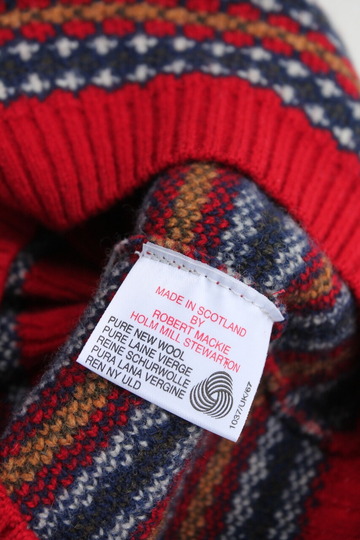 MADE IN SCOTLAND
BY
ROBERT MACKIE
HOLM MILL STEWARTON
PURE NEW WOOL
PURE LAINE VIERGE
REINE SCHURWOLLE
PURA LANA VERGINE
REN NY ULD
1037/UK/67